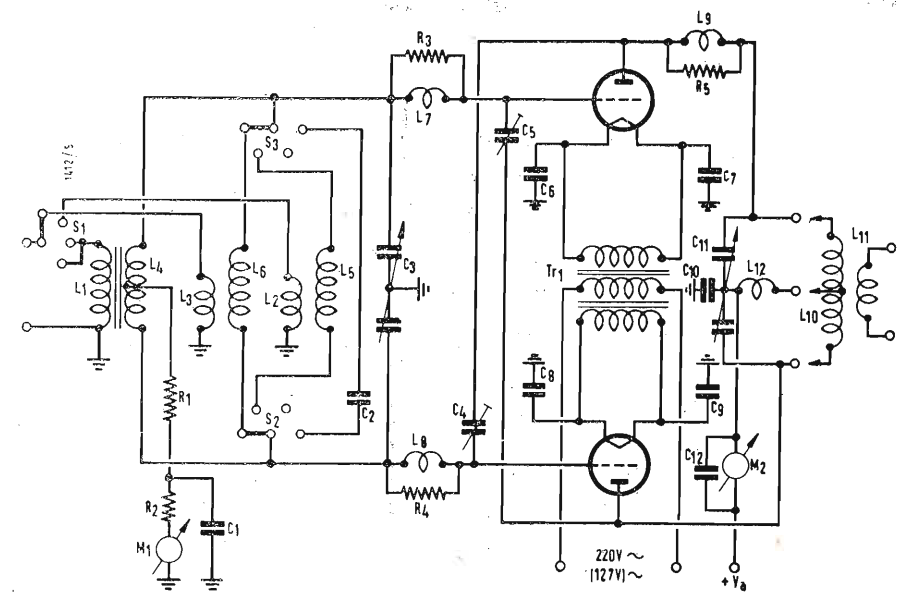 L9
R3
R5
L7
C5
S3
C6
C7
1412/5
S1
C11
L11
C3
L12
L4
L6
L5
Tr1
C10
L1
L3
L2
L10
C8
C9
R1
C2
C4
S2
L8
C12
M2
R4
R2
C1
M1
220V ~
(127V) ~
+ Va